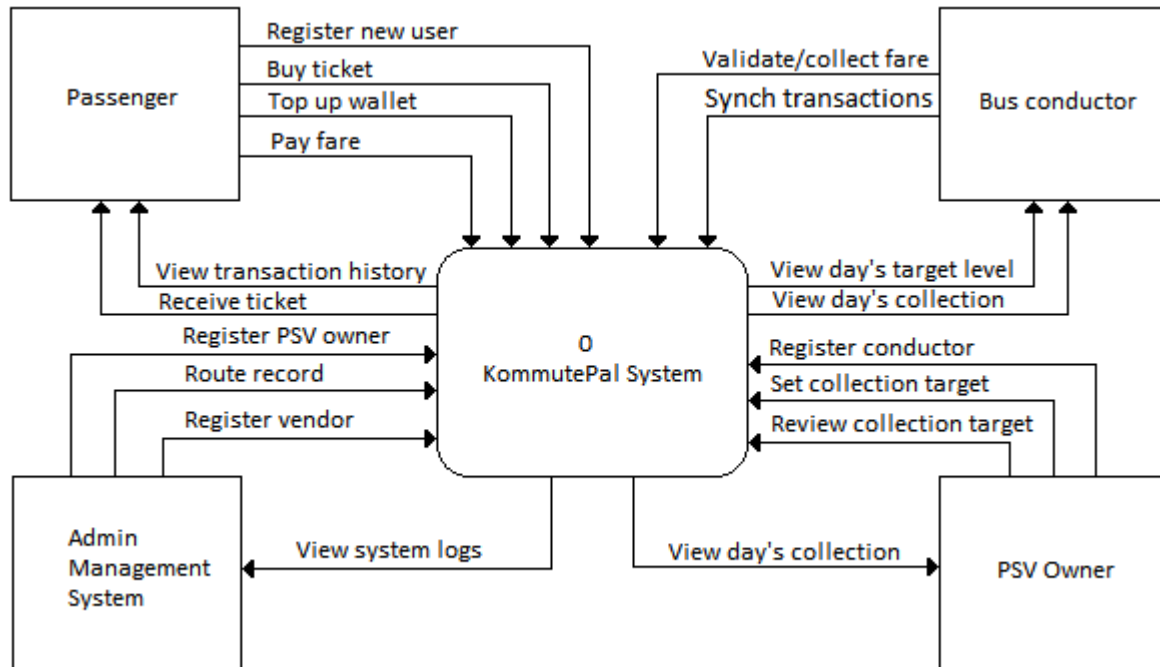 Register new user
Buy ticket
Top up wallet
Pay fare
Passenger
Validate/collect fare
Synch transactions
Bus conductor
View transaction history
Receive ticket
View day's target level
View day's collection
Register PSV owner
Route record
Register vendor
0
KommutePal System
Register conductor
Set collection target
Review collection target
Admin
Management
System
View system logs
View day's collection
PSV Owner